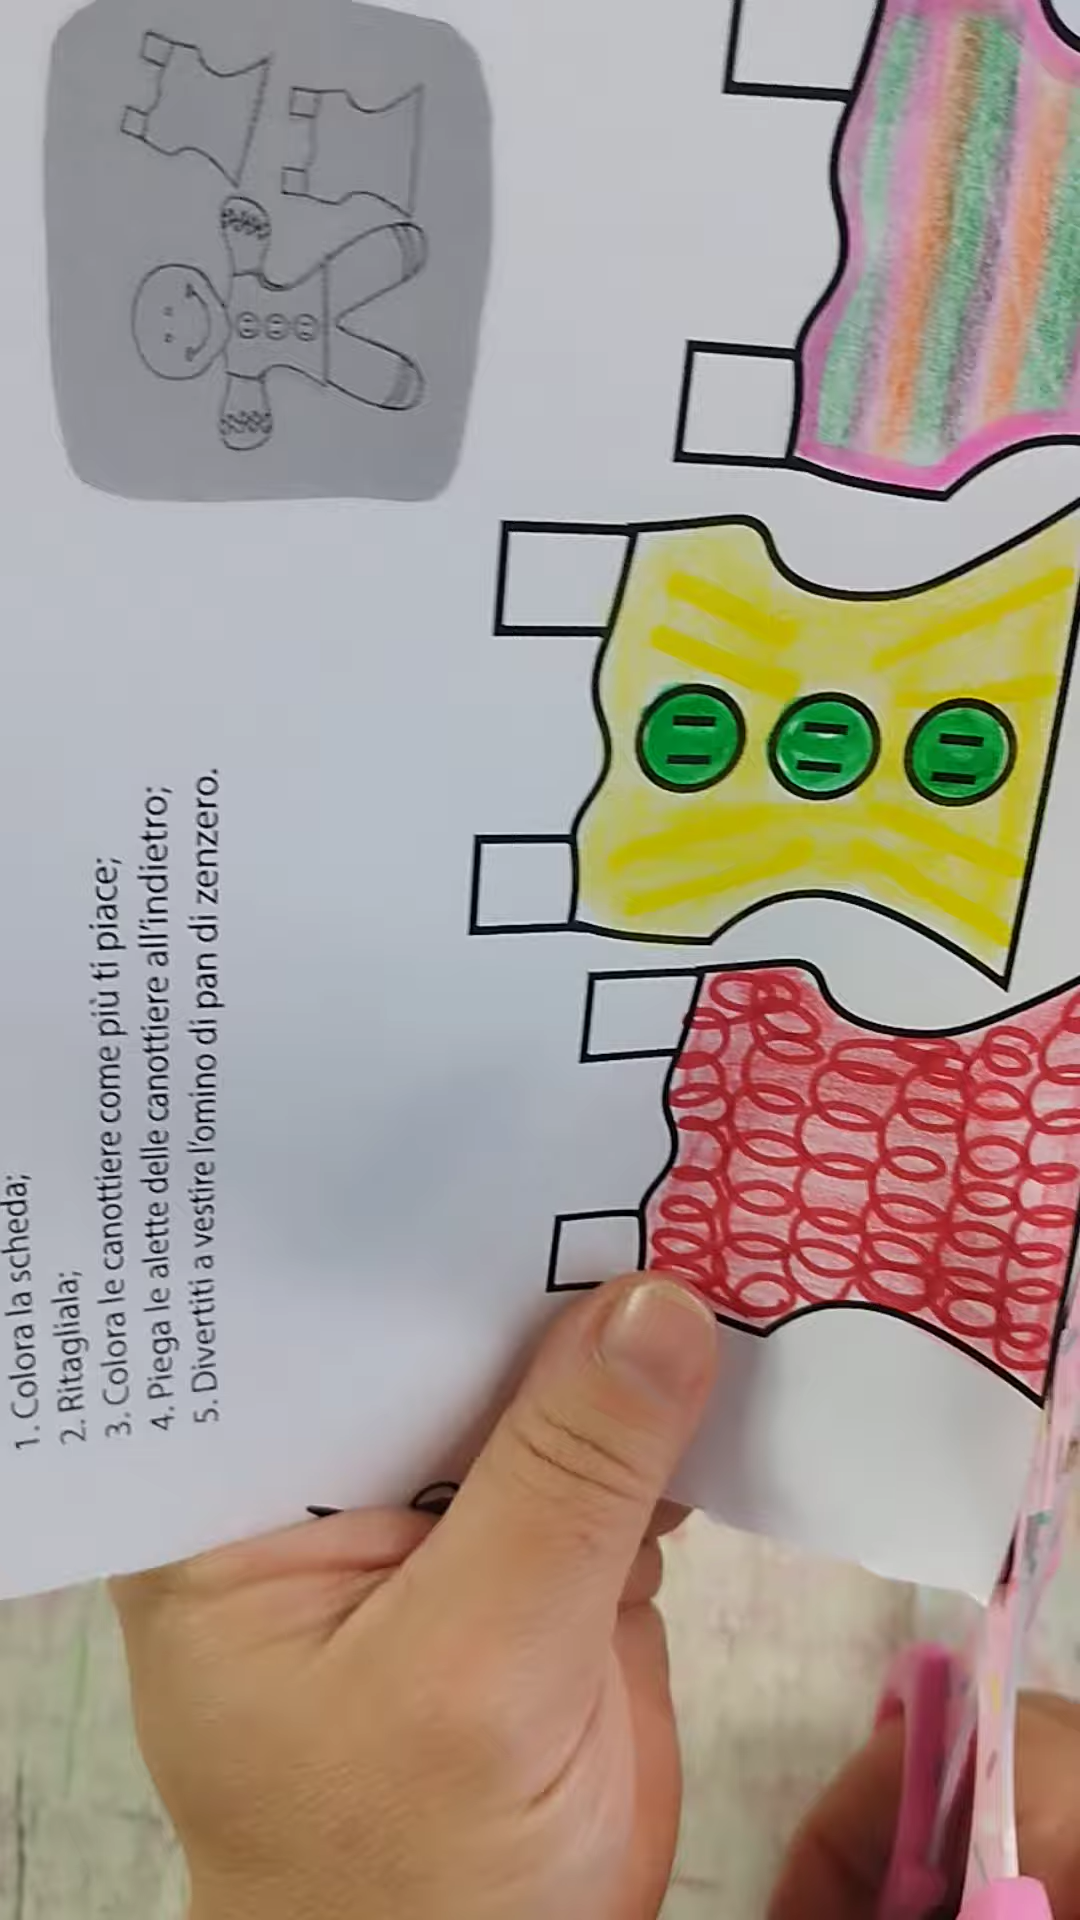 1. Colora la scheda;
2. Ritagliala;
3. Colora le canottiere come più ti piace;
4. Piega le alette delle canottiere all'indietro;
5. Divertiti a vestire l'omino di pan di zenzero.